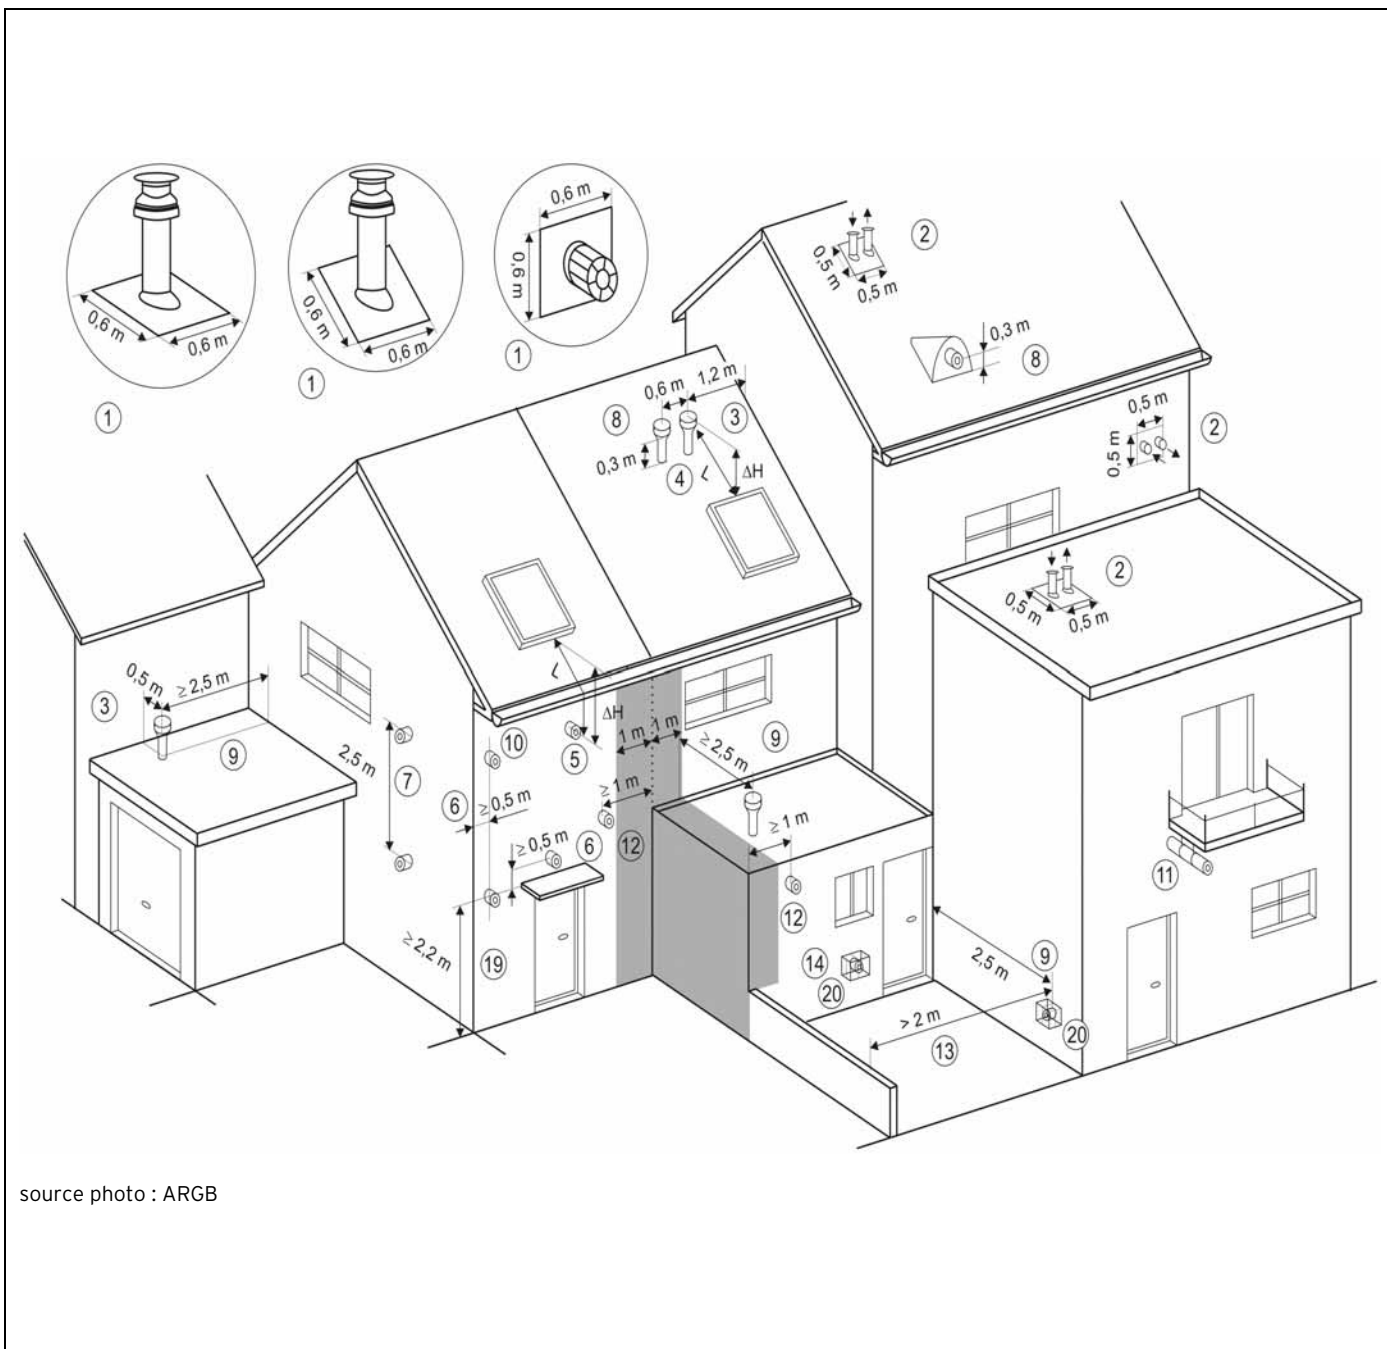 0,6 m
0,6 m
1
0,6 m
0,6 m
1
0,6 m
0,6 m
1
2
0,5 m
0,5 m
0,3 m
8
0,5 m
0,5 m
2
0,6 m
1,2 m
8
3
0,3 m
4
L
ΔH
2
0,5 m
0,5 m
0,5 m
≥ 2,5 m
3
9
2,5 m
7
L
ΔH
10
5
1 m
1 m
9
≥ 2,5 m
6
≥ 0,5 m
≥ 1 m
≥ 0,5 m
6
12
≥ 1 m
11
12
≥ 2,2 m
19
14
20
2,5 m
9
> 2 m
13
20
source photo : ARGB